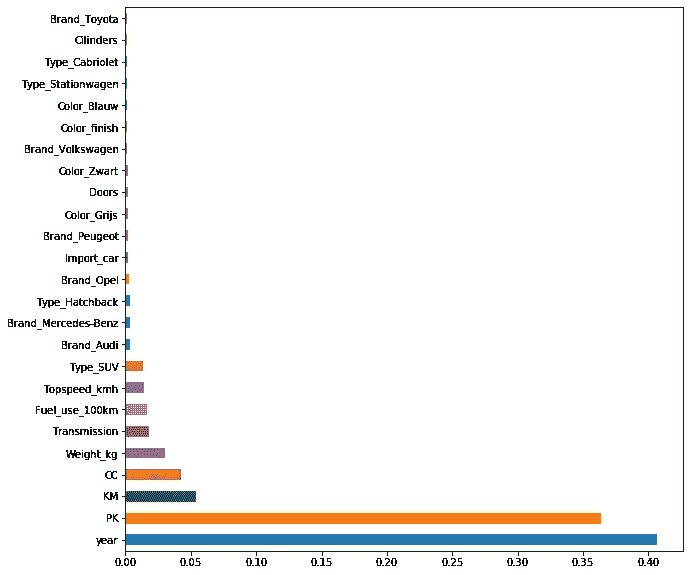 Brand_Toyota
Cilinders
Type_Cabriolet
Type_Stationwagen
Color_Blauw
Color_finish
Brand_Volkswagen
Color_Zwart
Doors
Color_Grijs
Brand_Peugeot
Import_car
Brand_Opel
Type_Hatchback
Brand_Mercedes-Benz
Brand_Audi
Type_SUV
Topspeed_kmh
Fuel_use_100km
Transmission
Weight_kg
CC
KM
PK
year
0.00 0.05 0.10 0.15 0.20 0.25 0.30 0.35 0.40